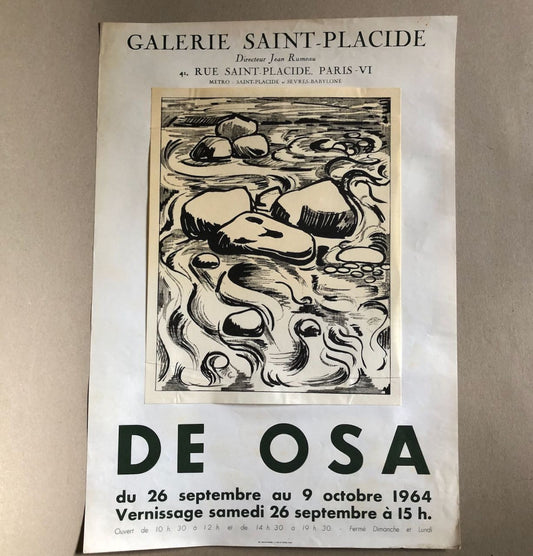 GALERIE SAINT-PLACIDE
Directeur Jean Rumeau
41, RUE SAINT-PLACIDE, PARIS-VI
METRO - SAINT-PLACIDE et SEVRES-BABYLONE
DE OSA
du 26 septembre au 9 octobre 1964
Vernissage samedi 26 septembre à 15 h.
Ouvert de 10 h. 30 à 12 h. et de 14 h. 30 à 19 h. 30. - Fermé Dimanche et Lundi